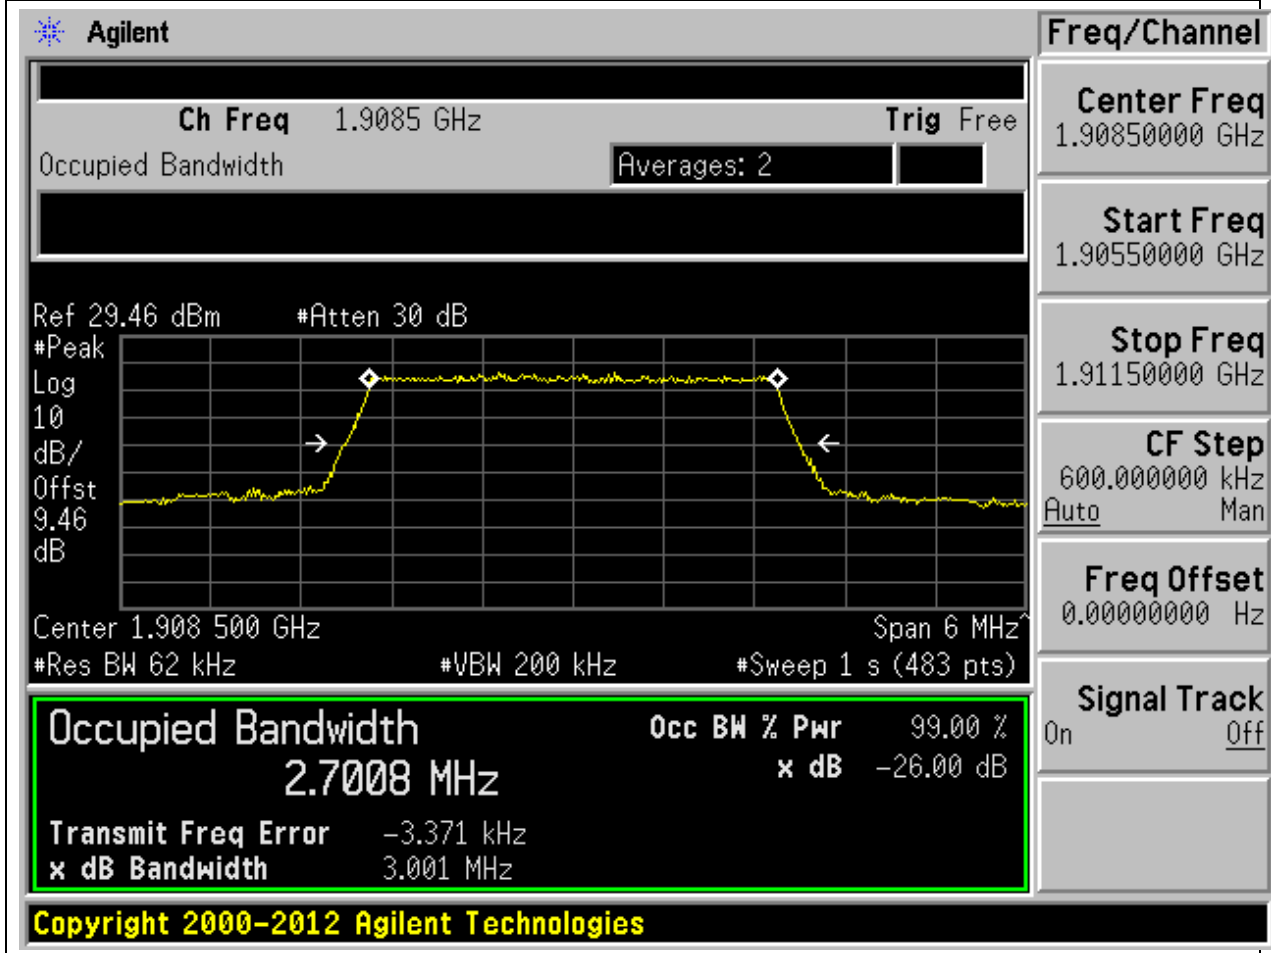 Agilent
Freq/Channel
Ch Freq 1.9085 GHz Trig Free
Occupied Bandwidth Averages: 2
Center Freq
1.90850000 GHz
Start Freq
1.90550000 GHz
Stop Freq
1.91150000 GHz
CF Step
600.000000 kHz
Auto Man
Freq Offset
0.00000000 Hz
Signal Track
On Off
Ref 29.46 dBm #Atten 30 dB
#Peak
Log
10
dB/
Offst
9.46
dB
Center 1.908 500 GHz Span 6 MHz^
#Res BW 62 kHz #VBW 200 kHz #Sweep 1 s (483 pts)
Occupied Bandwidth Occ BW % Pwr 99.00 %
2.7008 MHz x dB -26.00 dB
Transmit Freq Error -3.371 kHz
x dB Bandwidth 3.001 MHz
Copyright 2000-2012 Agilent Technologies